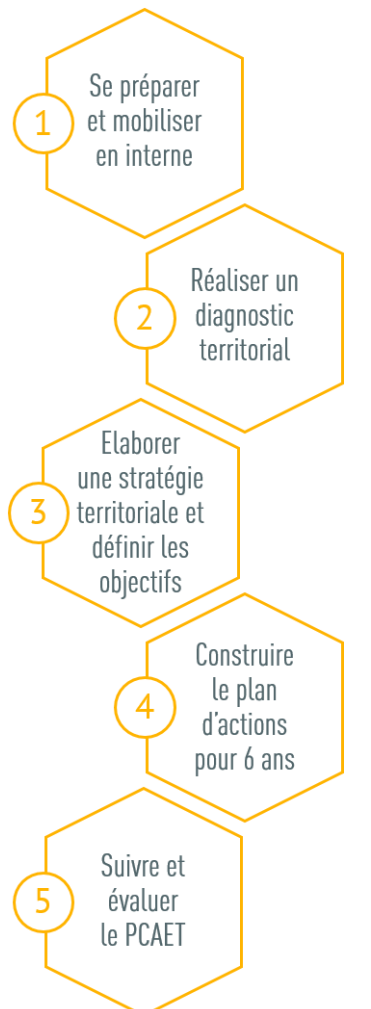 1
Se préparer
et mobiliser
en interne
2
Réaliser un
diagnostic
territorial
3
Elaborer
une stratégie
territoriale et
définir les
objectifs
4
Construire
le plan
d'actions
pour 6 ans
5
Suivre et
évaluer
le PCAET